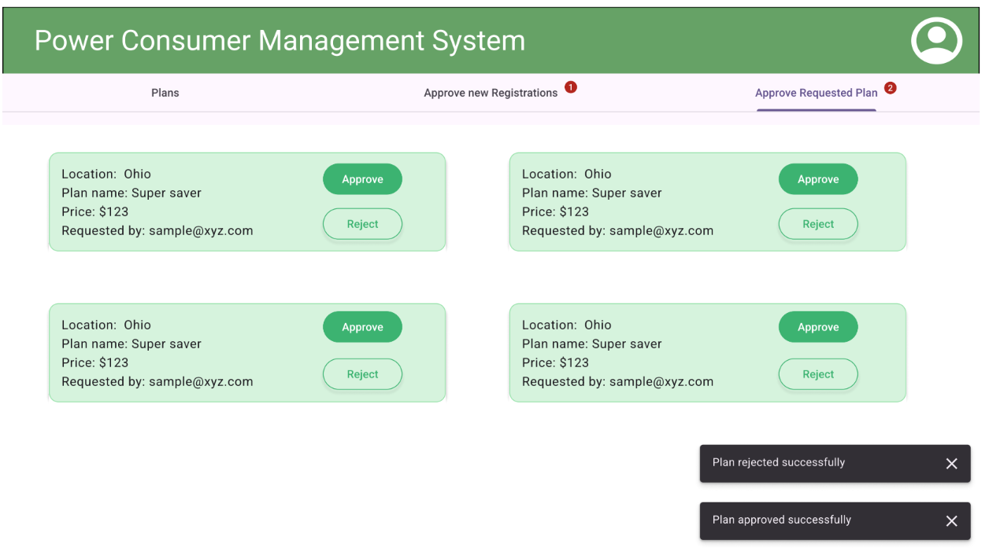 Power Consumer Management System
Plans
Approve new Registrations 1
Approve Requested Plan 2
Location: Ohio
Plan name: Super saver
Price: $123
Requested by: sample@xyz.com
Approve
Reject
Location: Ohio
Plan name: Super saver
Price: $123
Requested by: sample@xyz.com
Approve
Reject
Location: Ohio
Plan name: Super saver
Price: $123
Requested by: sample@xyz.com
Approve
Reject
Location: Ohio
Plan name: Super saver
Price: $123
Requested by: sample@xyz.com
Approve
Reject
Plan rejected successfully
Plan approved successfully